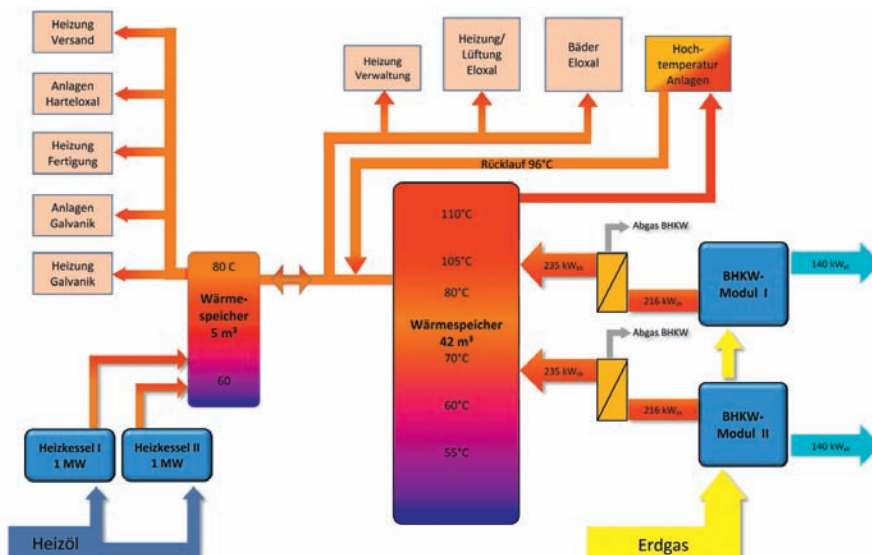 Heizung
Versand
Anlagen
Harteloxal
Heizung
Fertigung
Anlagen
Galvanik
Heizung
Galvanik
Heizung
Verwaltung
Heizung/
Lüftung
Eloxal
Bäder
Eloxal
Hoch-
temperatur
Anlagen
Rücklauf 96°C
80 C
Wärme-
speicher
5 m³
60
110°C
105°C
80°C
Wärmespeicher
42 m³
70°C
60°C
55°C
Abgas BHKW
235 kWth
216 kWth
BHKW-
Modul I
140 kWel
Abgas BHKW
235 kWth
216 kWth
BHKW-
Modul II
140 kWel
Heizkessel I
1 MW
Heizkessel II
1 MW
Heizöl
Erdgas